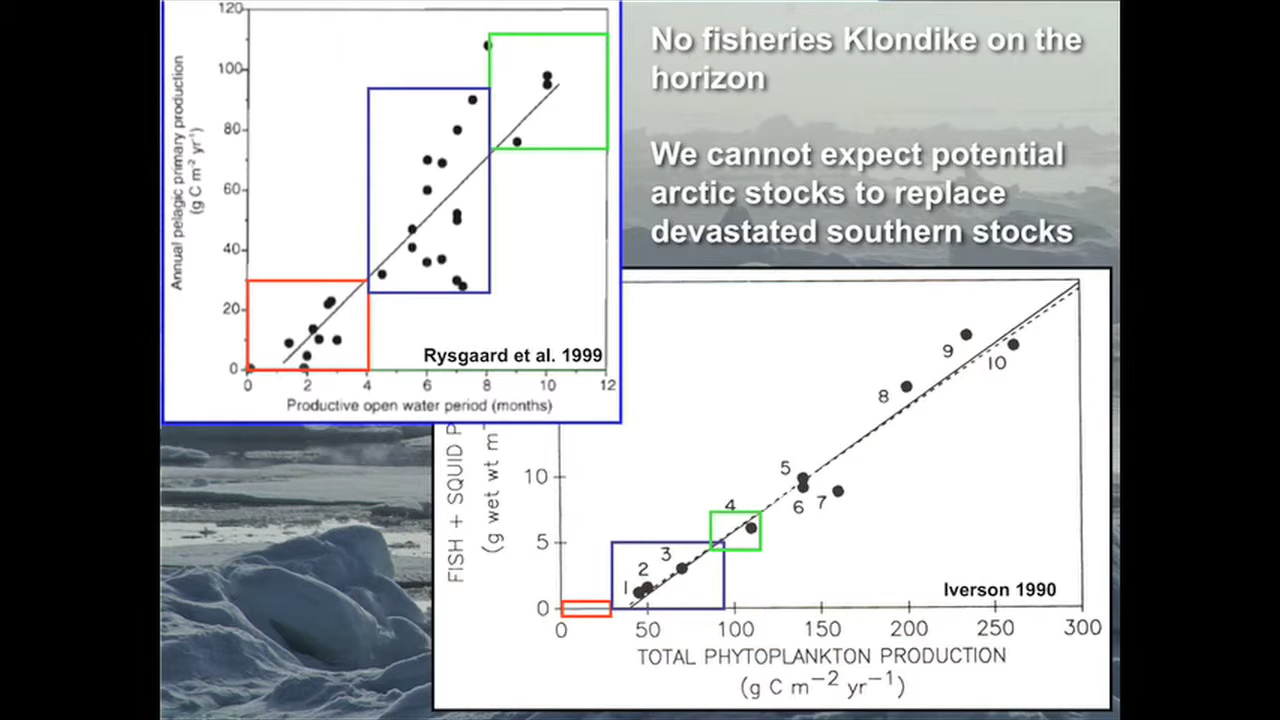 No fisheries Klondike on the
horizon
We cannot expect potential
arctic stocks to replace
devastated southern stocks
Annual pelagic primary production
(g C m⁻² yr⁻¹)
120
100
80
60
40
20
0
0 2 4 6 8 10 12
Productive open water period (months)
Rysgaard et al. 1999
FISH + SQUID P
(g wet wt m⁻
10
5
0
1
2
3
4
5
6
7
8
9
10
Iverson 1990
0 50 100 150 200 250 300
TOTAL PHYTOPLANKTON PRODUCTION
(g C m⁻² yr⁻¹)